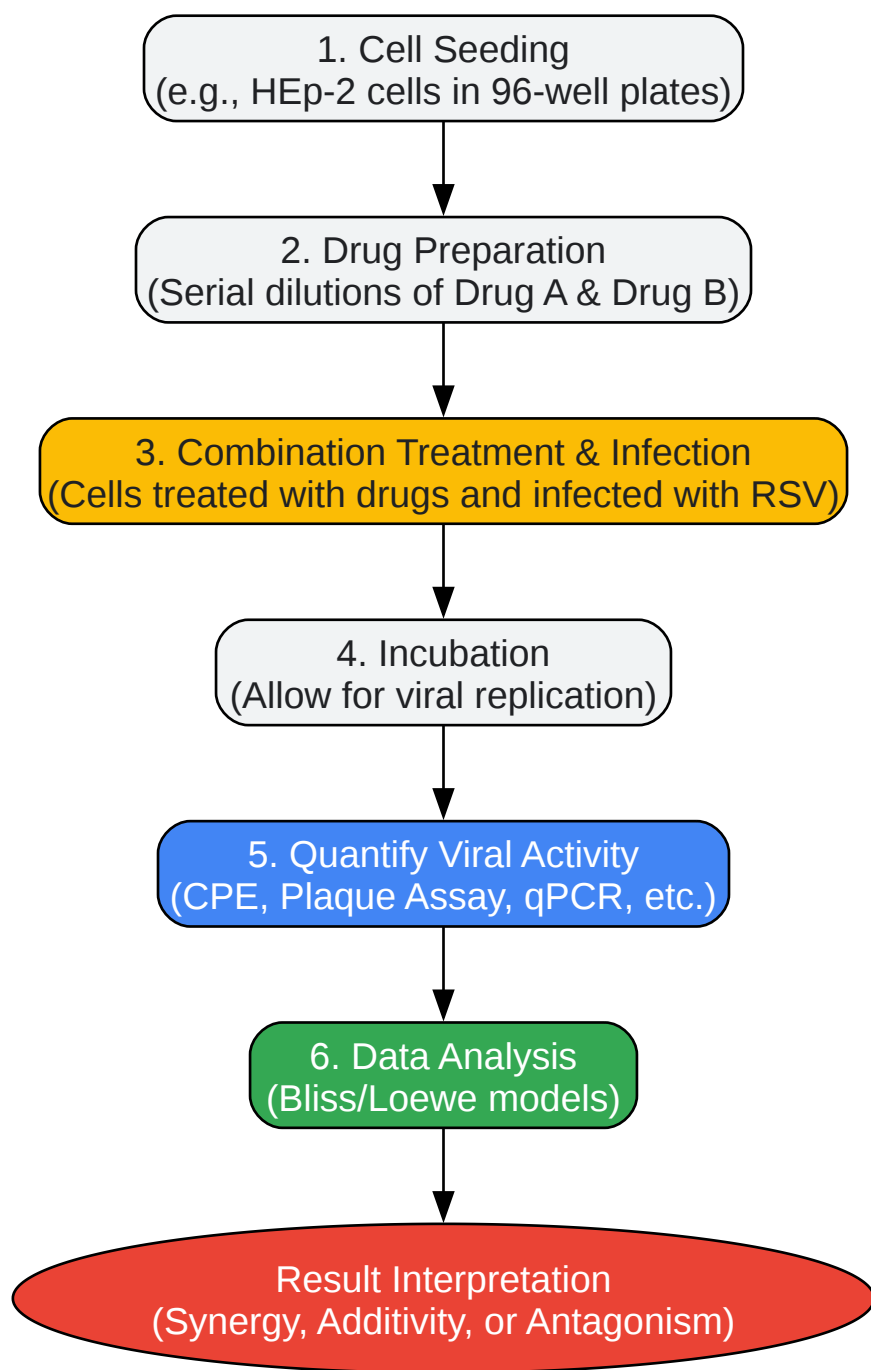 1. Cell Seeding
(e.g., HEp-2 cells in 96-well plates)
2. Drug Preparation
(Serial dilutions of Drug A & Drug B)
3. Combination Treatment & Infection
(Cells treated with drugs and infected with RSV)
4. Incubation
(Allow for viral replication)
5. Quantify Viral Activity
(CPE, Plaque Assay, qPCR, etc.)
6. Data Analysis
(Bliss/Loewe models)
Result Interpretation
(Synergy, Additivity, or Antagonism)